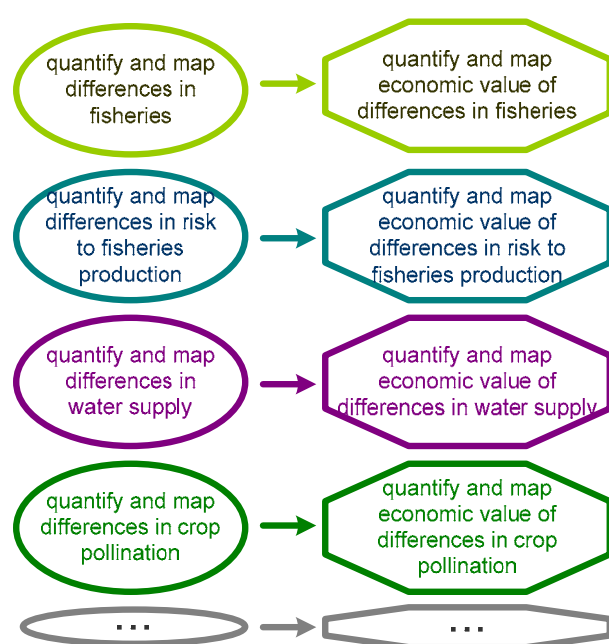 quantify and map
differences in
fisheries
quantify and map
economic value of
differences in fisheries
quantify and map
differences in risk
to fisheries
production
quantify and map
economic value of
differences in risk to
fisheries production
quantify and map
differences in
water supply
quantify and map
economic value of
differences in water supply
quantify and map
differences in crop
pollination
quantify and map
economic value of
differences in crop
pollination
...
...